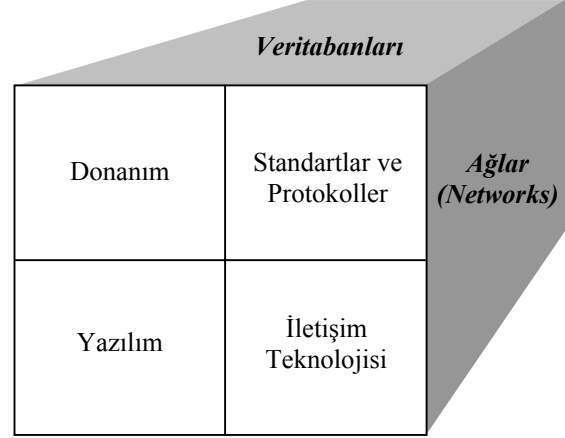 Veritabanları
Donanım
Standartlar ve
Protokoller
Ağlar
(Networks)
Yazılım
İletişim
Teknolojisi